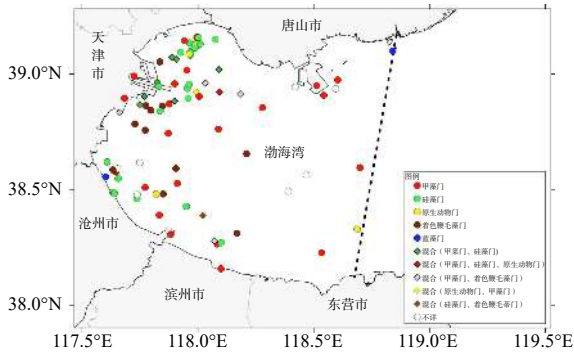 唐山市
天津市
39.0°N
渤海湾
38.5°N
沧州市
38.0°N
滨州市
东营市
图例
甲藻门
硅藻门
原生动物门
着色鞭毛藻门
蓝藻门
混合（甲藻门、硅藻门）
混合（甲藻门、硅藻门、原生动物门）
混合（甲藻门、着色鞭毛藻门）
混合（原生动物门、甲藻门）
混合（硅藻门、着色鞭毛蒂门）
不详
117.5°E
118.0°E
118.5°E
119.0°E
119.5°E